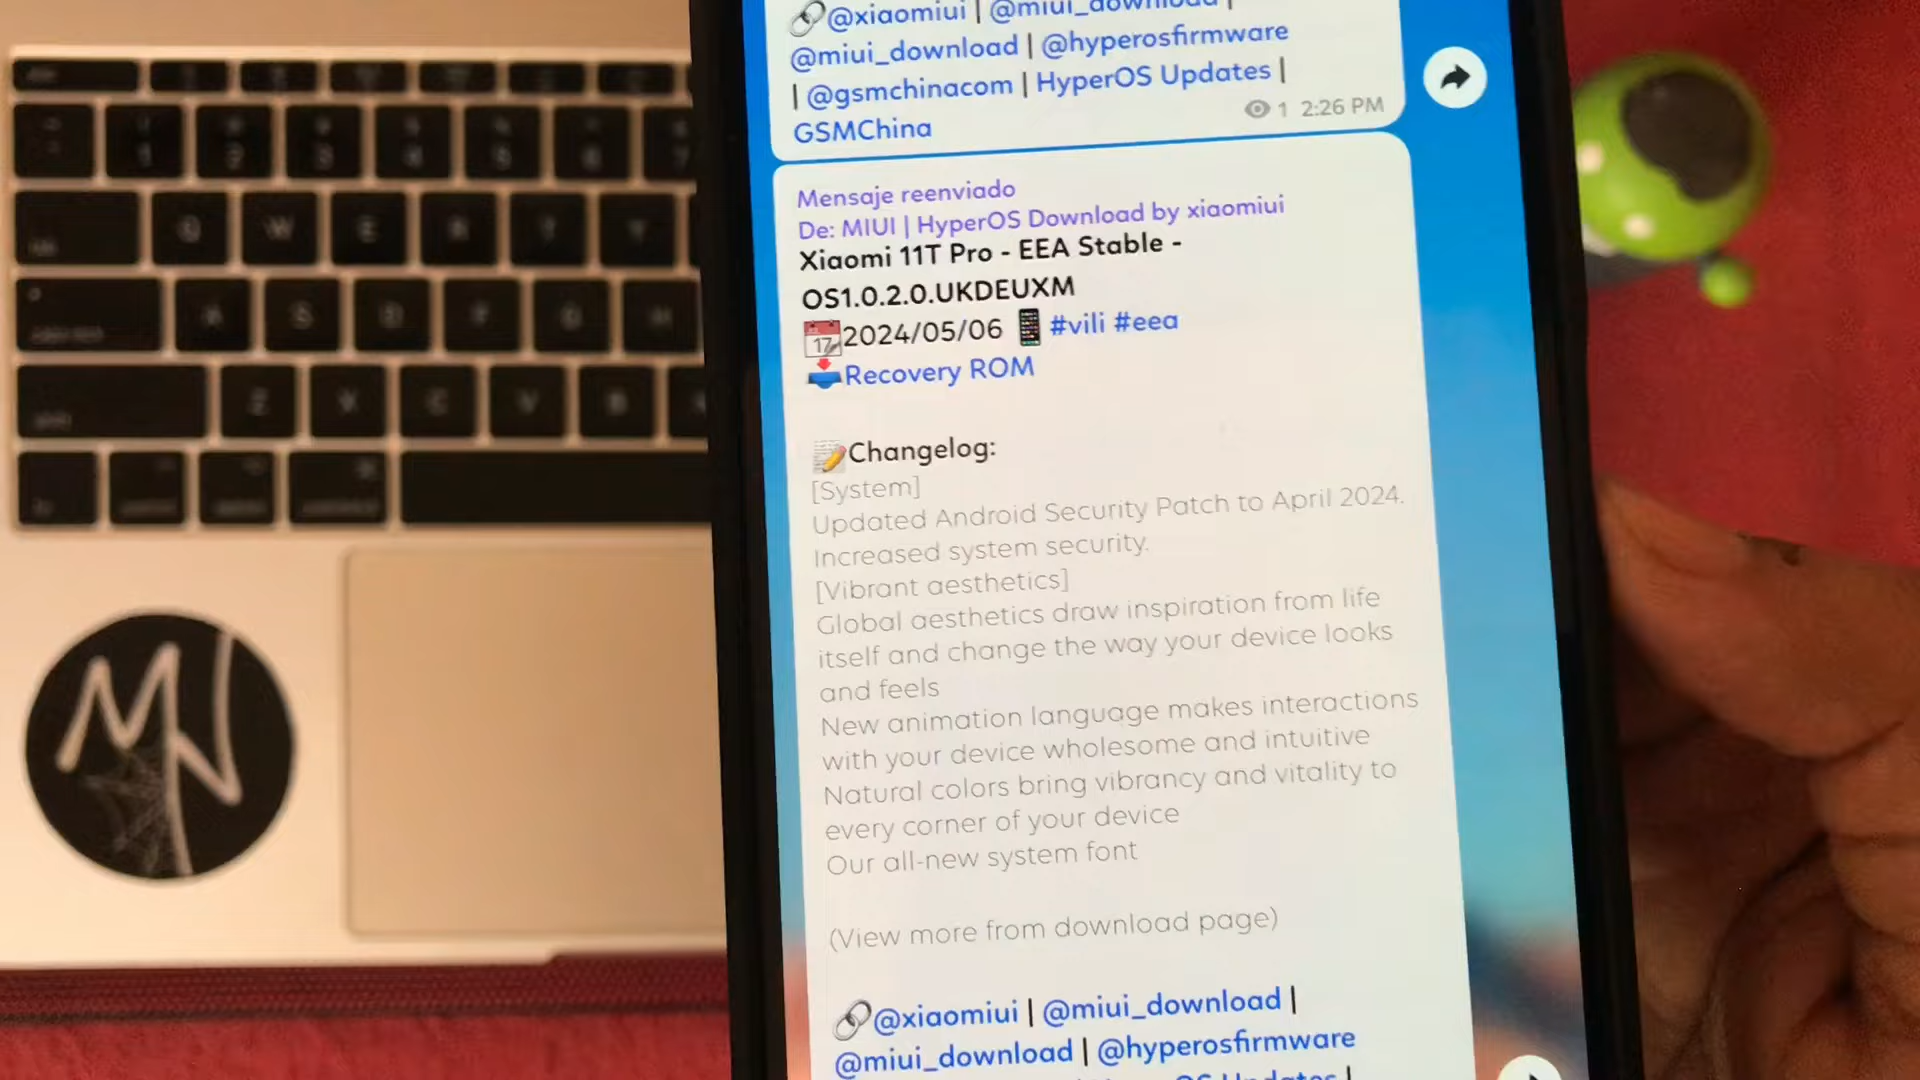 @xiaomiui | @miui_download |
@miui_download | @hyperosfirmware
| @gsmchinacom | HyperOS Updates |
GSMChina
1 2:26 PM
Mensaje reenviado
De: MIUI | HyperOS Download by xiaomiui
Xiaomi 11T Pro - EEA Stable -
OS1.0.2.0.UKDEUXM
2024/05/06 #vili #eea
Recovery ROM
Changelog:
[System]
Updated Android Security Patch to April 2024.
Increased system security.
[Vibrant aesthetics]
Global aesthetics draw inspiration from life
itself and change the way your device looks
and feels
New animation language makes interactions
with your device wholesome and intuitive
Natural colors bring vibrancy and vitality to
every corner of your device
Our all-new system font
(View more from download page)
@xiaomiui | @miui_download |
@miui_download | @hyperosfirmware
Updates |